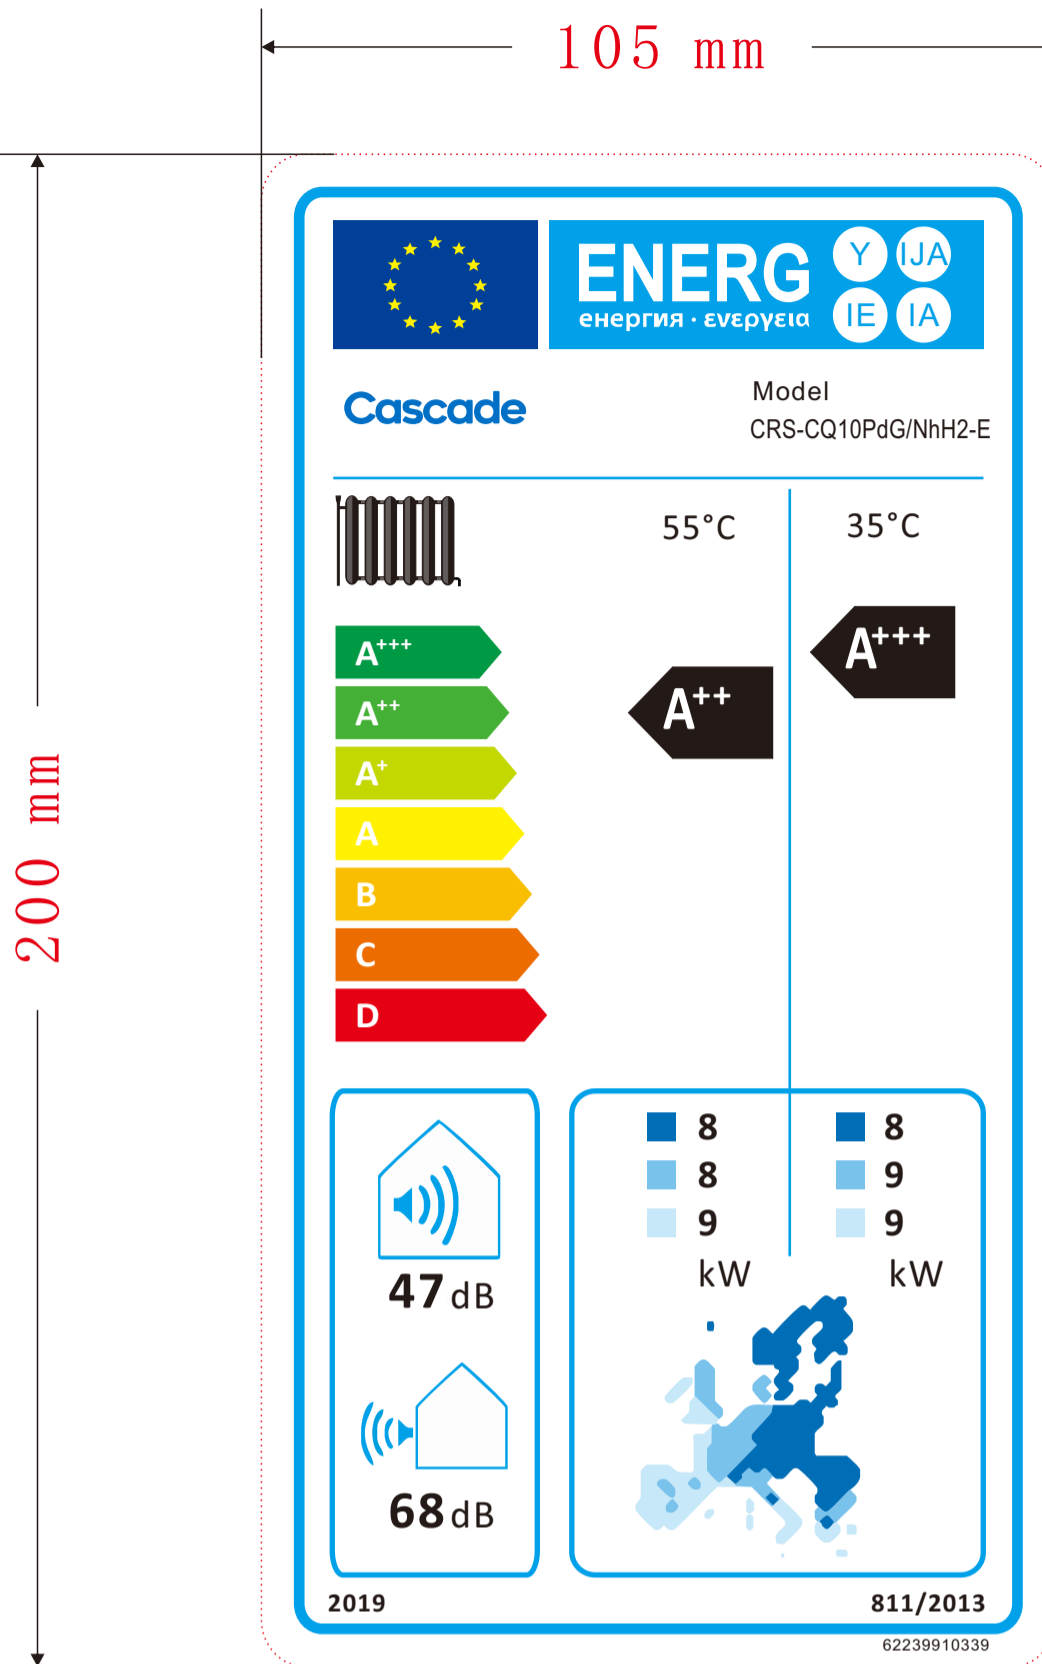 105 mm
200 mm
ENERG
енергия · ενεργεια
Y IJA
IE IA
Cascade
Model
CRS-CQ10PdG/NhH2-E
55°C 35°C
A+++
A++
A+
A
B
C
D
A++
A+++
47 dB
68 dB
8 8
8 9
9 9
kW kW
2019 811/2013
62239910339